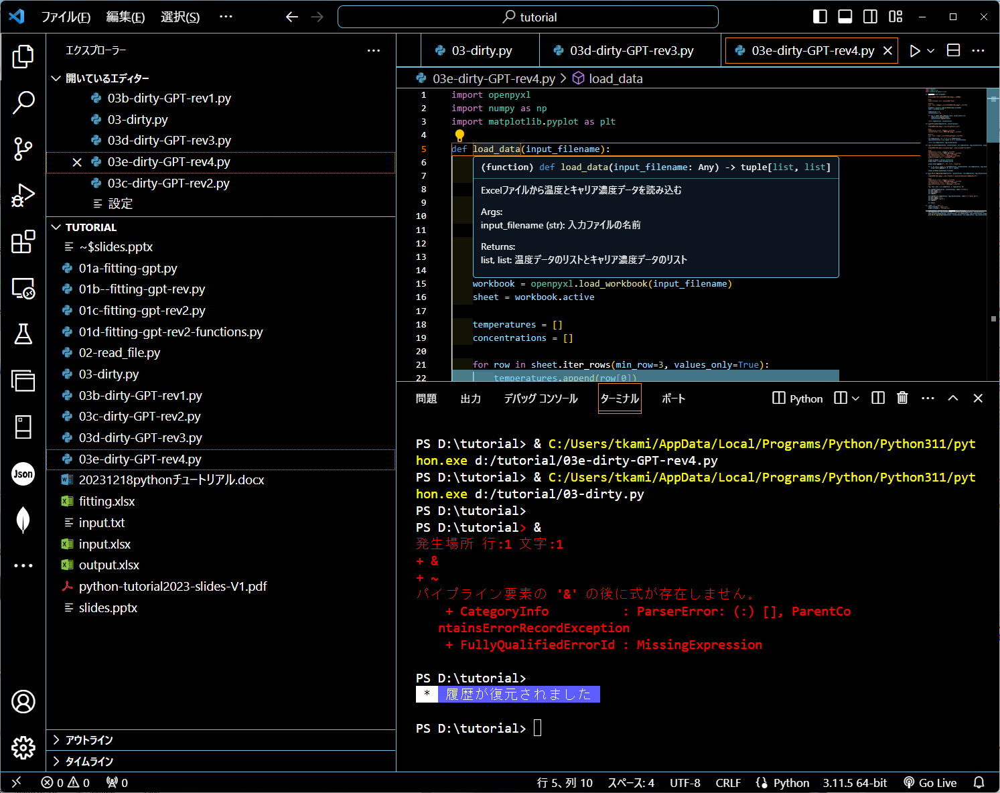 ファイル(F) 編集(E) 選択(S) ···
tutorial
エクスプローラー
開いているエディター
03b-dirty-GPT-rev1.py
03-dirty.py
03d-dirty-GPT-rev3.py
03e-dirty-GPT-rev4.py
03c-dirty-GPT-rev2.py
設定
TUTORIAL
~$slides.pptx
01a-fitting-gpt.py
01b--fitting-gpt-rev.py
01c-fitting-gpt-rev2.py
01d-fitting-gpt-rev2-functions.py
02-read_file.py
03-dirty.py
03b-dirty-GPT-rev1.py
03c-dirty-GPT-rev2.py
03d-dirty-GPT-rev3.py
03e-dirty-GPT-rev4.py
20231218pythonチュートリアル.docx
fitting.xlsx
input.txt
input.xlsx
output.xlsx
python-tutorial2023-slides-V1.pdf
slides.pptx
アウトライン
タイムライン
Json
03-dirty.py 03d-dirty-GPT-rev3.py 03e-dirty-GPT-rev4.py
03e-dirty-GPT-rev4.py > load_data
1 import openpyxl
2 import numpy as np
3 import matplotlib.pyplot as plt
4
5 def load_data(input_filename):
6
7
8
9
10
11
12
13
14
(function) def load_data(input_filename: Any) -> tuple[list, list]
Excelファイルから温度とキャリア濃度データを読み込む
Args:
input_filename (str): 入力ファイルの名前
Returns:
list, list: 温度データのリストとキャリア濃度データのリスト
15 workbook = openpyxl.load_workbook(input_filename)
16 sheet = workbook.active
17
18 temperatures = []
19 concentrations = []
20
21 for row in sheet.iter_rows(min_row=3, values_only=True):
22 temperatures.append(row[0])
問題 出力 デバッグ コンソール ターミナル ポート Python
PS D:\tutorial> & C:/Users/tkami/AppData/Local/Programs/Python/Python311/pyt
hon.exe d:/tutorial/03e-dirty-GPT-rev4.py
PS D:\tutorial> & C:/Users/tkami/AppData/Local/Programs/Python/Python311/pyt
hon.exe d:/tutorial/03-dirty.py
PS D:\tutorial>
PS D:\tutorial> &
発生場所 行:1 文字:1
+ &
+ ~
パイプライン要素の '&' の後に式が存在しません。
+ CategoryInfo : ParserError: (:) [], ParentCo
ntainsErrorRecordException
+ FullyQualifiedErrorId : MissingExpression
PS D:\tutorial>
* 履歴が復元されました
PS D:\tutorial>
0 0 0 行 5、列 10 スペース: 4 UTF-8 CRLF Python 3.11.5 64-bit Go Live